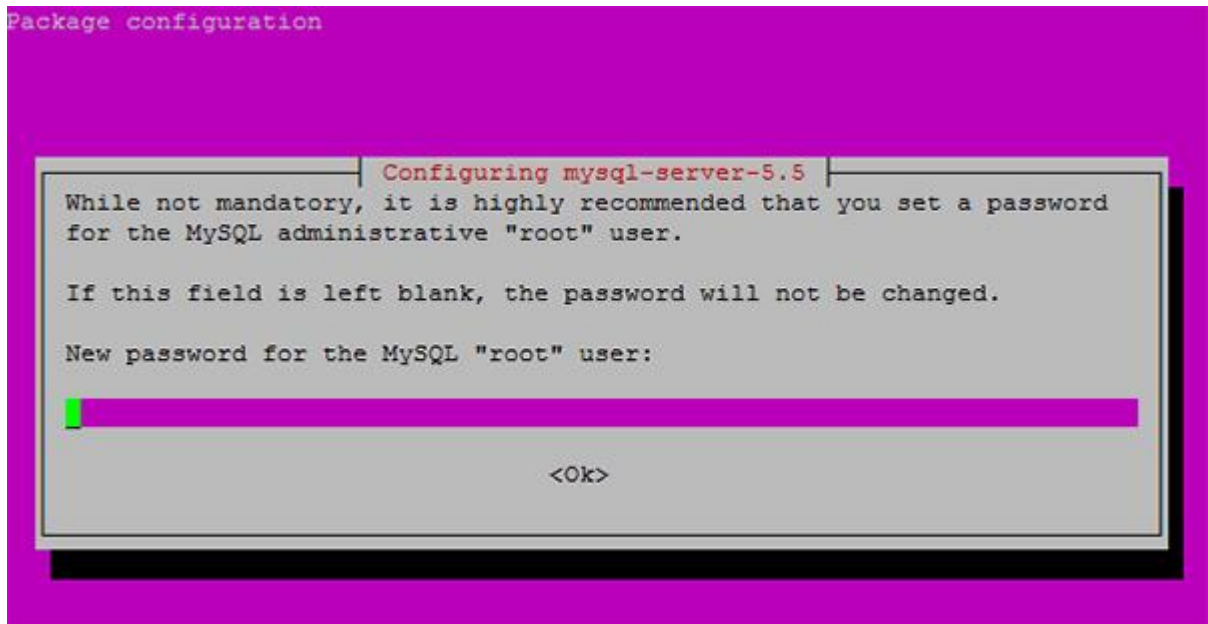 Package configuration
Configuring mysql-server-5.5
While not mandatory, it is highly recommended that you set a password
for the MySQL administrative "root" user.
If this field is left blank, the password will not be changed.
New password for the MySQL "root" user:
<Ok>